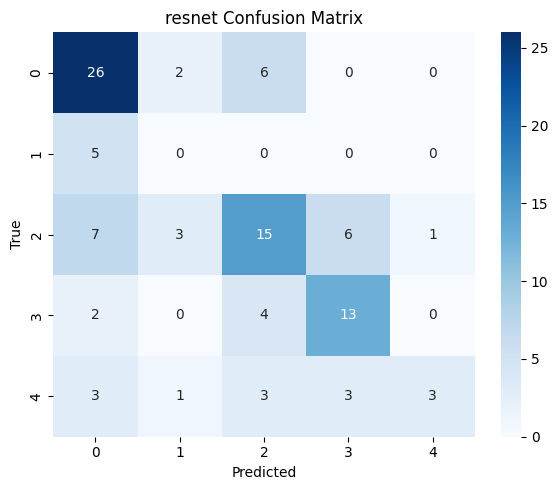 resnet Confusion Matrix
0 26 2 6 0 0
1 5 0 0 0 0
2 7 3 15 6 1
3 2 0 4 13 0
4 3 1 3 3 3
0 1 2 3 4
True
Predicted
25
20
15
10
5
0